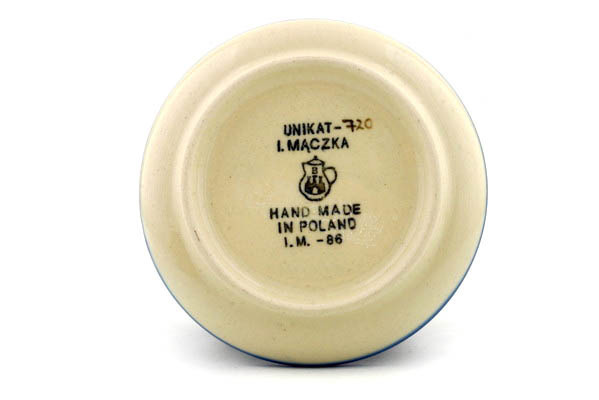 UNIKAT-720
I. MĄCZKA
B
HAND MADE
IN POLAND
I.M. -86